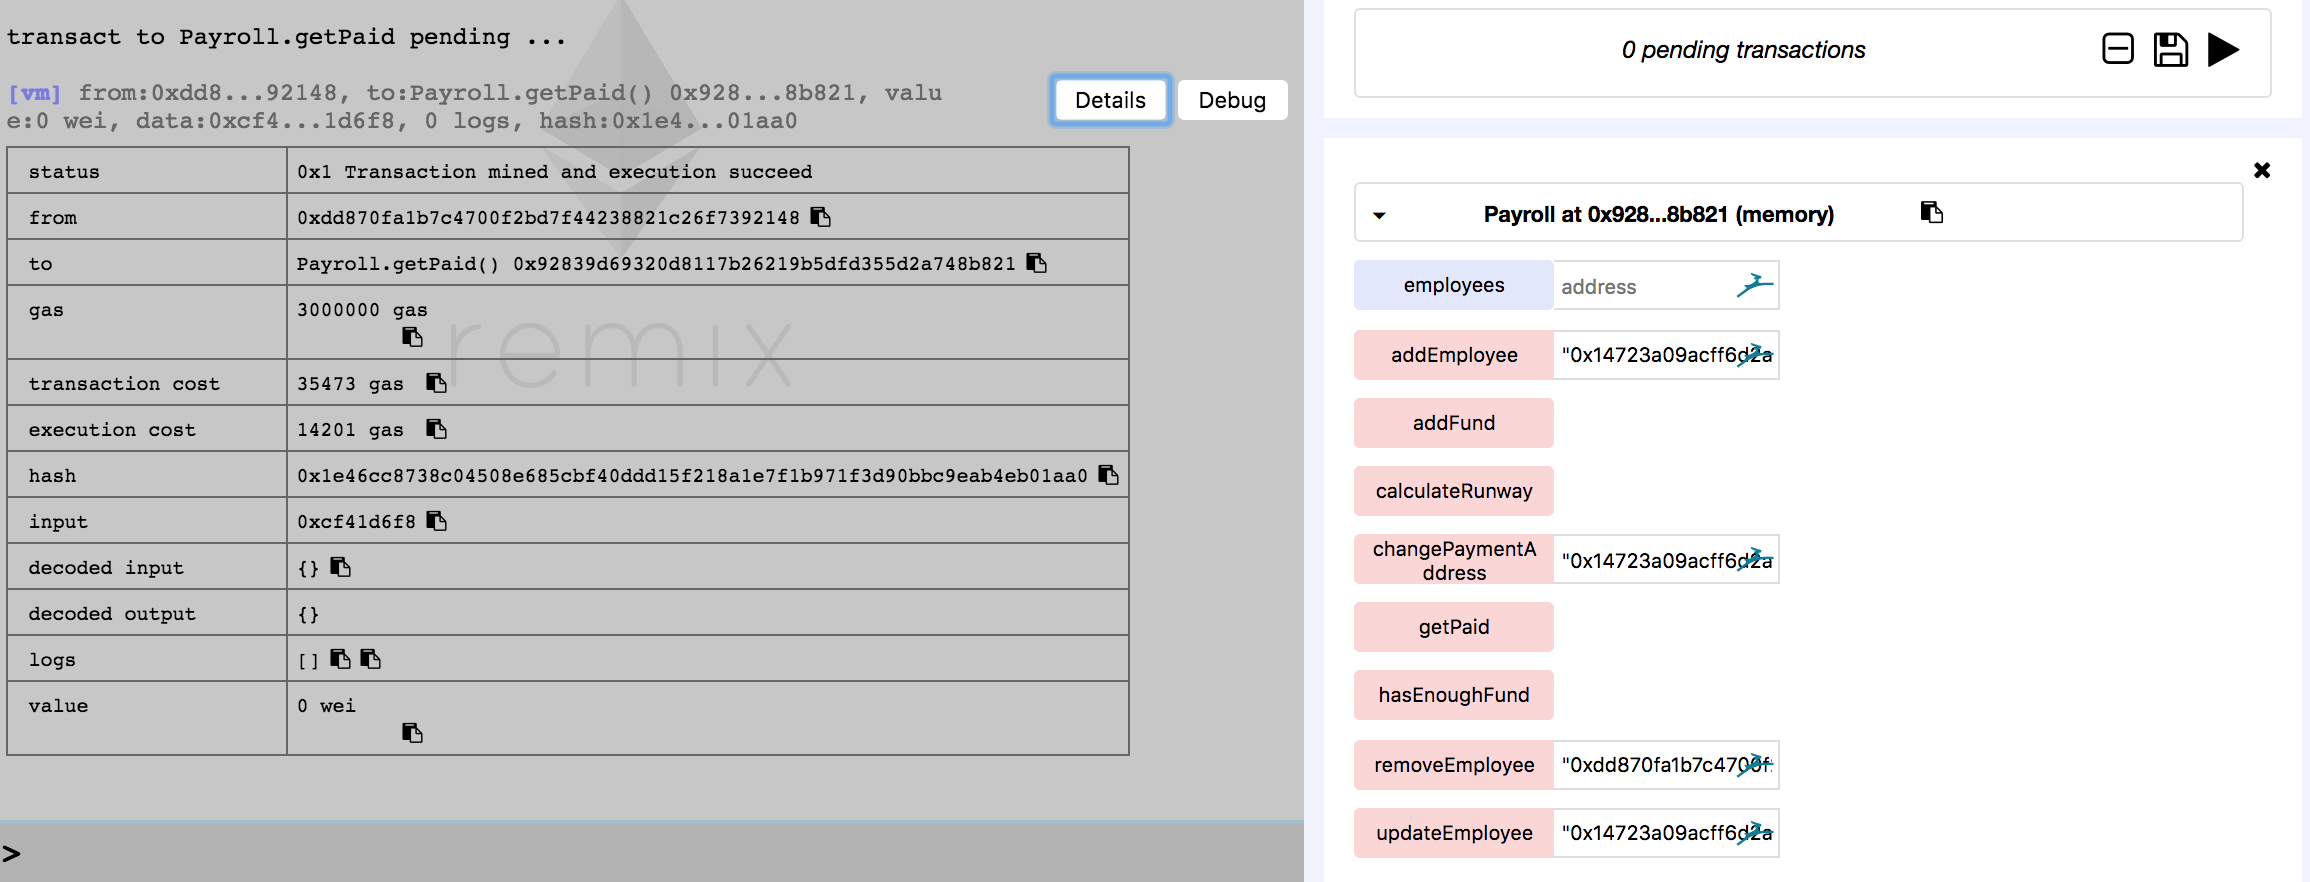 transact to Payroll.getPaid pending ...
[vm] from:0xdd8...92148, to:Payroll.getPaid() 0x928...8b821, valu
e:0 wei, data:0xcf4...1d6f8, 0 logs, hash:0x1e4...01aa0
Details
Debug
status 0x1 Transaction mined and execution succeed
from 0xdd870fa1b7c4700f2bd7f44238821c26f7392148
to Payroll.getPaid() 0x92839d69320d8117b26219b5dfd355d2a748b821
gas 3000000 gas
transaction cost 35473 gas
execution cost 14201 gas
hash 0x1e46cc8738c04508e685cbf40ddd15f218a1e7f1b971f3d90bbc9eab4eb01aa0
input 0xcf41d6f8
decoded input {}
decoded output {}
logs []
value 0 wei
remix
>
0 pending transactions
Payroll at 0x928...8b821 (memory)
employees address
addEmployee "0x14723a09acff6d2a
addFund
calculateRunway
changePaymentA
ddress "0x14723a09acff6d2a
getPaid
hasEnoughFund
removeEmployee "0xdd870fa1b7c4700f
updateEmployee "0x14723a09acff6d2a